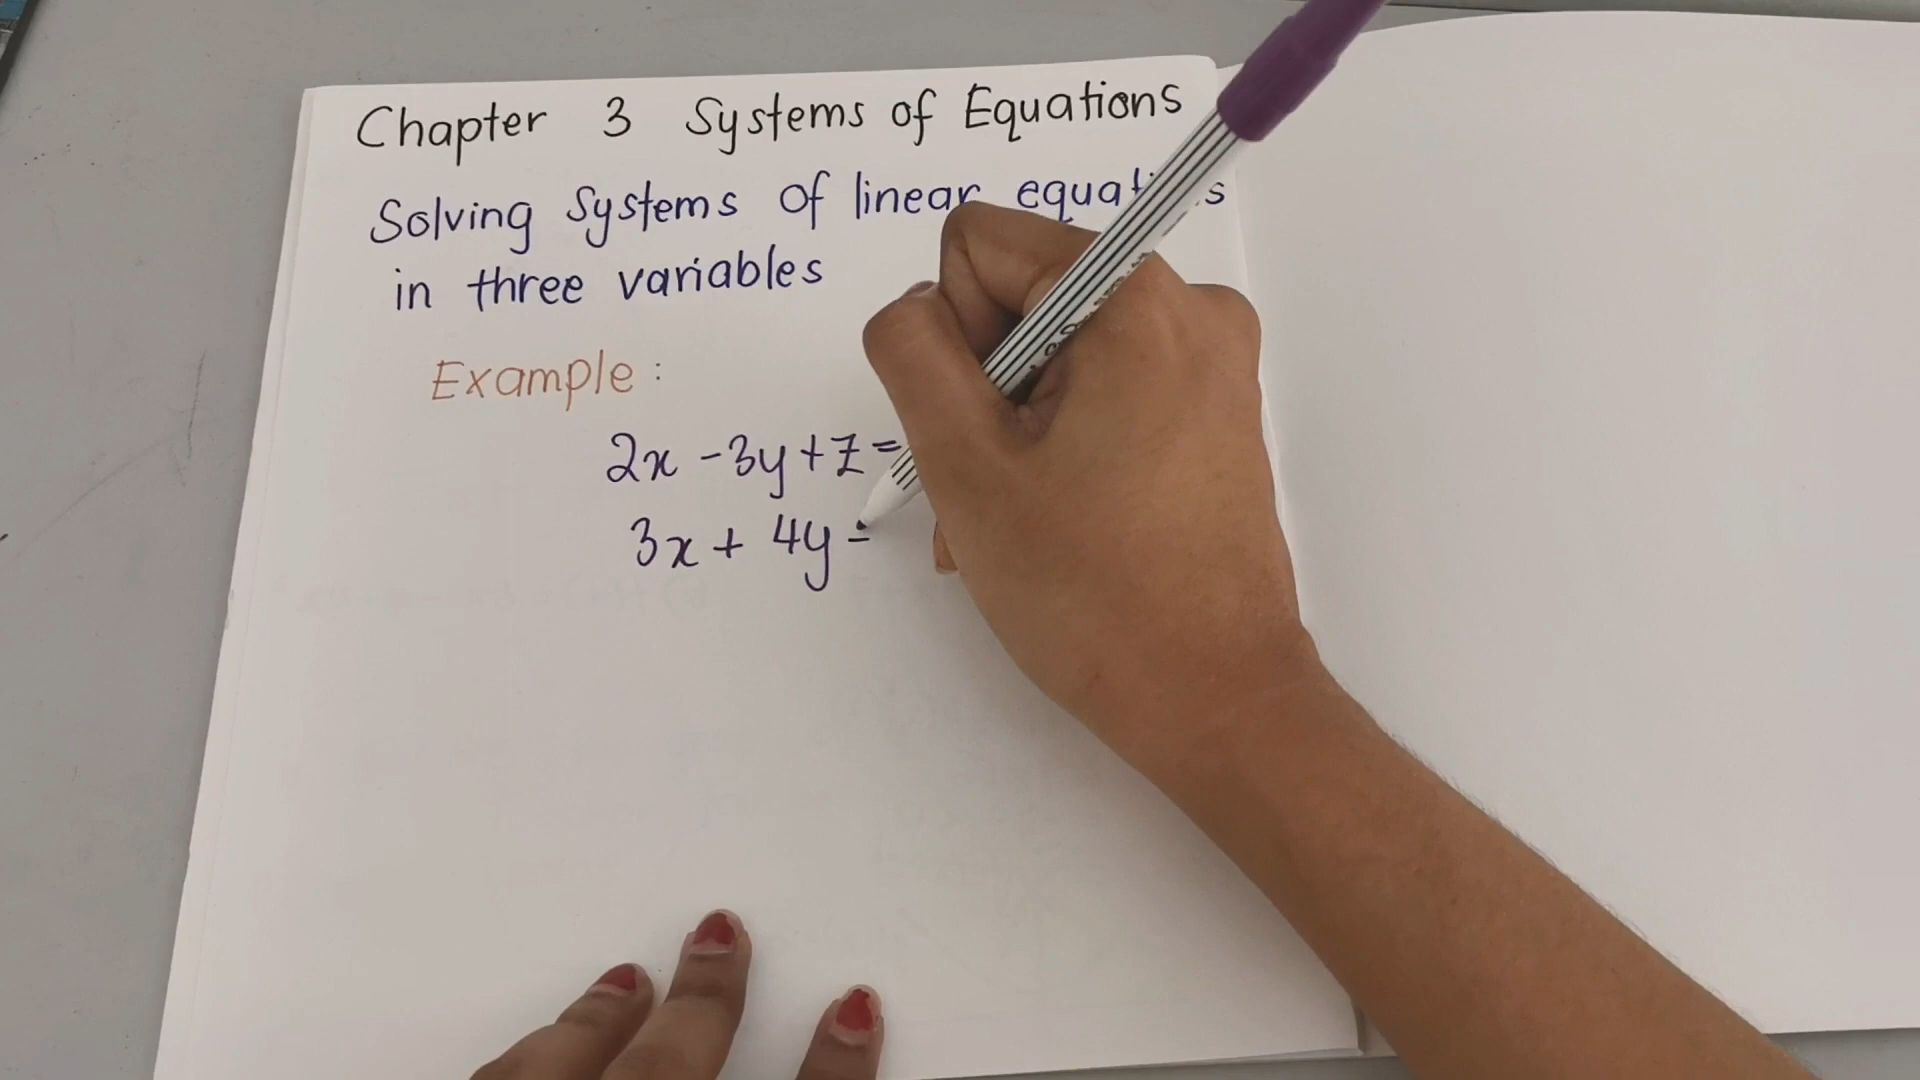 Chapter 3 Systems of Equations
Solving Systems of linear
in three variables
Example :
2x - 3y + z =
3x + 4y =